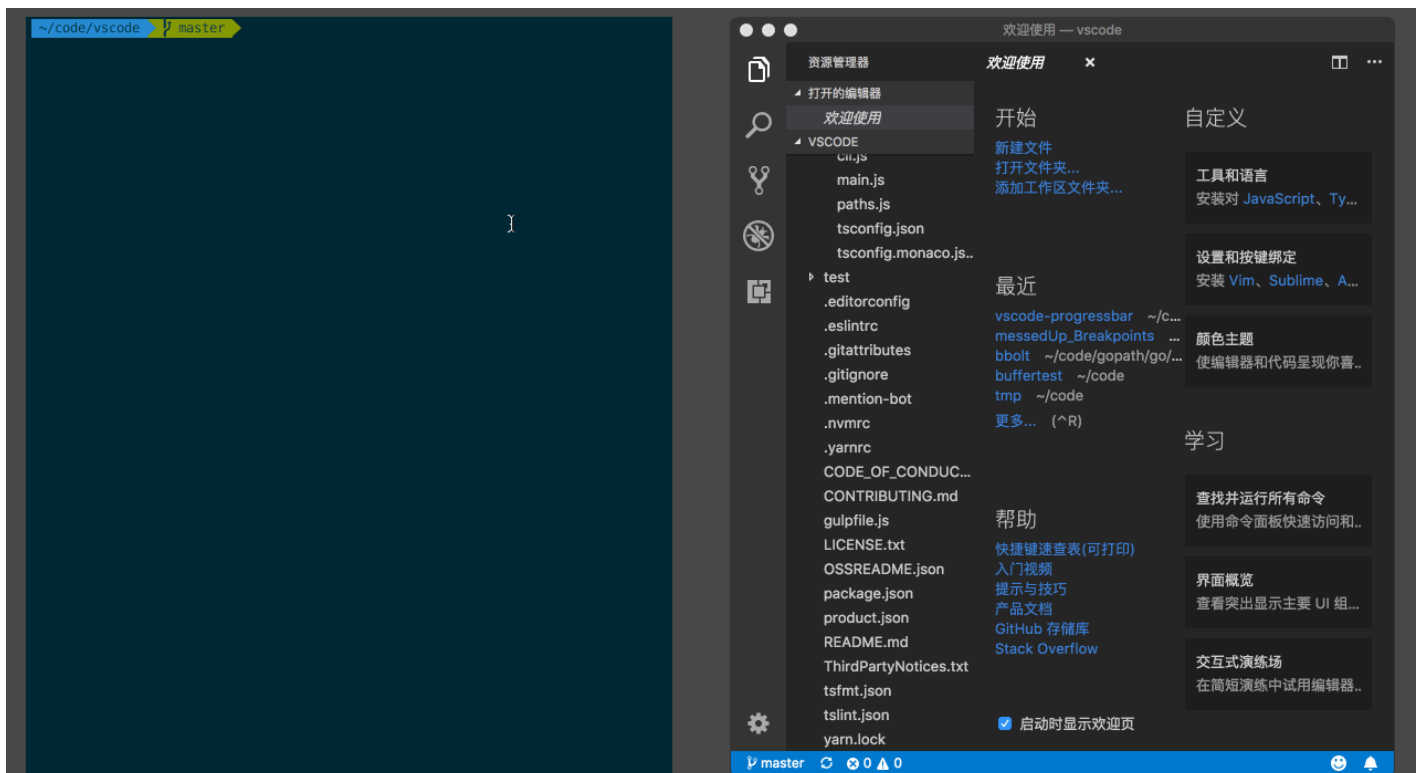 ~/code/vscode master
欢迎使用 — vscode
资源管理器
打开的编辑器
欢迎使用
VSCODE
cli.js
main.js
paths.js
tsconfig.json
tsconfig.monaco.js..
test
.editorconfig
.eslintrc
.gitattributes
.gitignore
.mention-bot
.nvmrc
.yarnrc
CODE_OF_CONDUC...
CONTRIBUTING.md
gulpfile.js
LICENSE.txt
OSSREADME.json
package.json
product.json
README.md
ThirdPartyNotices.txt
tsfmt.json
tslint.json
yarn.lock
欢迎使用
开始
新建文件
打开文件夹...
添加工作区文件夹...
最近
vscode-progressbar ~/c...
messedUp_Breakpoints ...
bbolt ~/code/gopath/go/...
buffertest ~/code
tmp ~/code
更多... (^R)
帮助
快捷键速查表(可打印)
入门视频
提示与技巧
产品文档
GitHub 存储库
Stack Overflow
启动时显示欢迎页
自定义
工具和语言
安装对 JavaScript、Ty...
设置和按键绑定
安装 Vim、Sublime、A...
颜色主题
使编辑器和代码呈现你喜..
学习
查找并运行所有命令
使用命令面板快速访问和..
界面概览
查看突出显示主要 UI 组...
交互式演练场
在简短演练中试用编辑器..
master 0 0